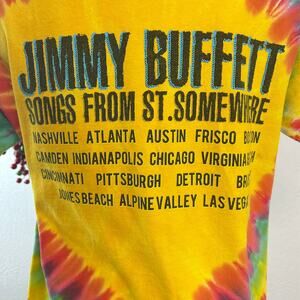 JIMMY BUFFETT
SONGS FROM ST. SOMEWHERE
NASHVILLE ATLANTA AUSTIN FRISCO
CAMDEN INDIANAPOLIS CHICAGO VIRGINIA
CINCINNATI PITTSBURGH DETROIT
JONES BEACH ALPINE VALLEY LAS VEGA